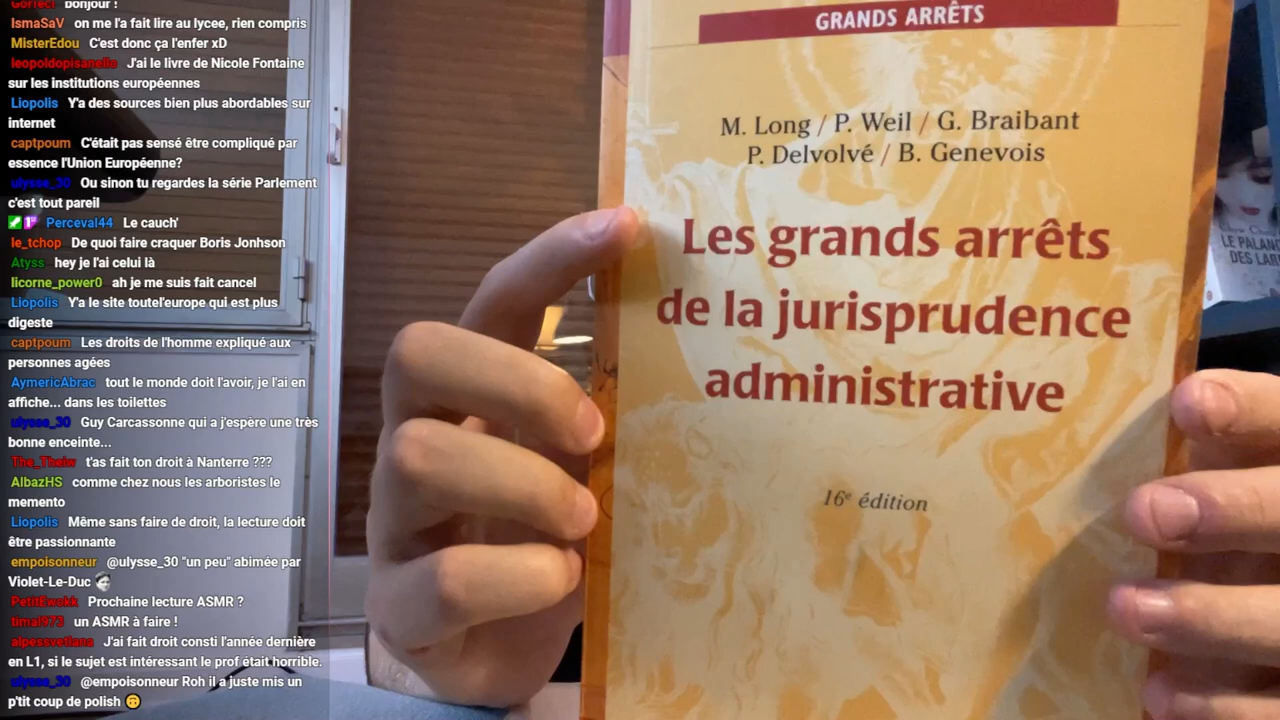 Gorfeci bonjour !
IsmaSaV on me l'a fait lire au lycee, rien compris
MisterEdou C'est donc ça l'enfer xD
leopoldopisanello J'ai le livre de Nicole Fontaine
sur les institutions européennes
Liopolis Y'a des sources bien plus abordables sur
internet
captpoum C'était pas sensé être compliqué par
essence l'Union Européenne?
ulysse_30 Ou sinon tu regardes la série Parlement
c'est tout pareil
Perceval44 Le cauch'
le_tchop De quoi faire craquer Boris Jonhson
Atyss hey je l'ai celui là
licorne_power0 ah je me suis fait cancel
Liopolis Y'a le site toutel'europe qui est plus
digeste
captpoum Les droits de l'homme expliqué aux
personnes agées
AymericAbrac tout le monde doit l'avoir, je l'ai en
affiche... dans les toilettes
ulysse_30 Guy Carcassonne qui a j'espère une très
bonne enceinte...
The_Theiw t'as fait ton droit à Nanterre ???
AlbazHS comme chez nous les arboristes le
memento
Liopolis Même sans faire de droit, la lecture doit
être passionnante
empoisonneur @ulysse_30 "un peu" abimée par
Violet-Le-Duc
PetitEwokk Prochaine lecture ASMR ?
timal973 un ASMR à faire !
alpessvetlana J'ai fait droit consti l'année dernière
en L1, si le sujet est intéressant le prof était horrible.
ulysse_30 @empoisonneur Roh il a juste mis un
p'tit coup de polish 🙃
GRANDS ARRÊTS
M. Long / P. Weil / G. Braibant
P. Delvolvé / B. Genevois
Les grands arrêts
de la jurisprudence
administrative
16e édition
LE PALAN
DES LAR